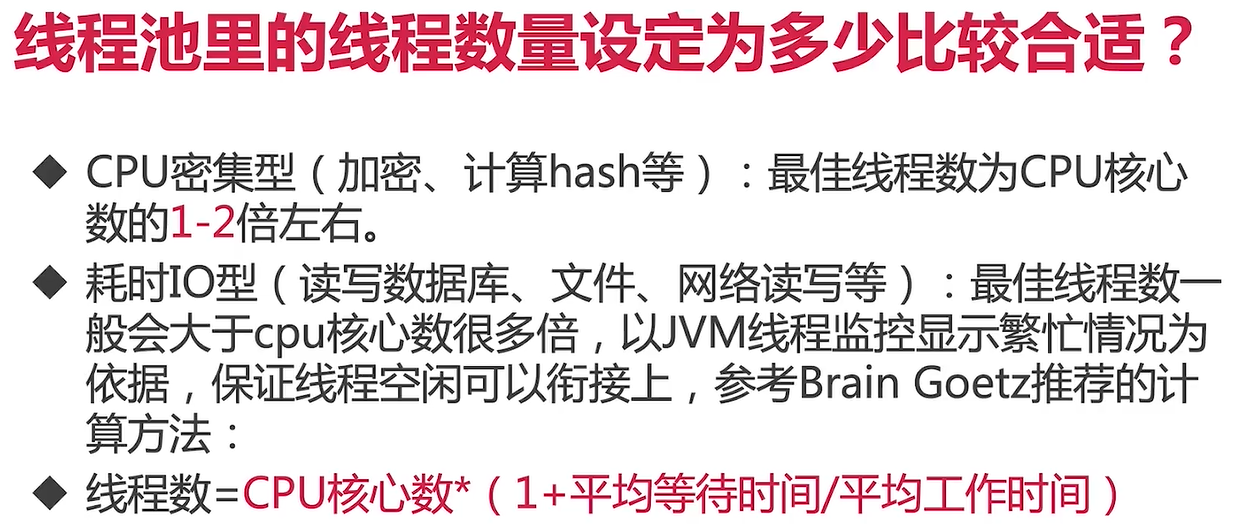 线程池里的线程数量设定为多少比较合适？
◆ CPU密集型（加密、计算hash等）：最佳线程数为CPU核心
数的1-2倍左右。
◆ 耗时IO型（读写数据库、文件、网络读写等）：最佳线程数一
般会大于cpu核心数很多倍，以JVM线程监控显示繁忙情况为
依据，保证线程空闲可以衔接上，参考Brain Goetz推荐的计
算方法：
◆ 线程数=CPU核心数*（1+平均等待时间/平均工作时间）